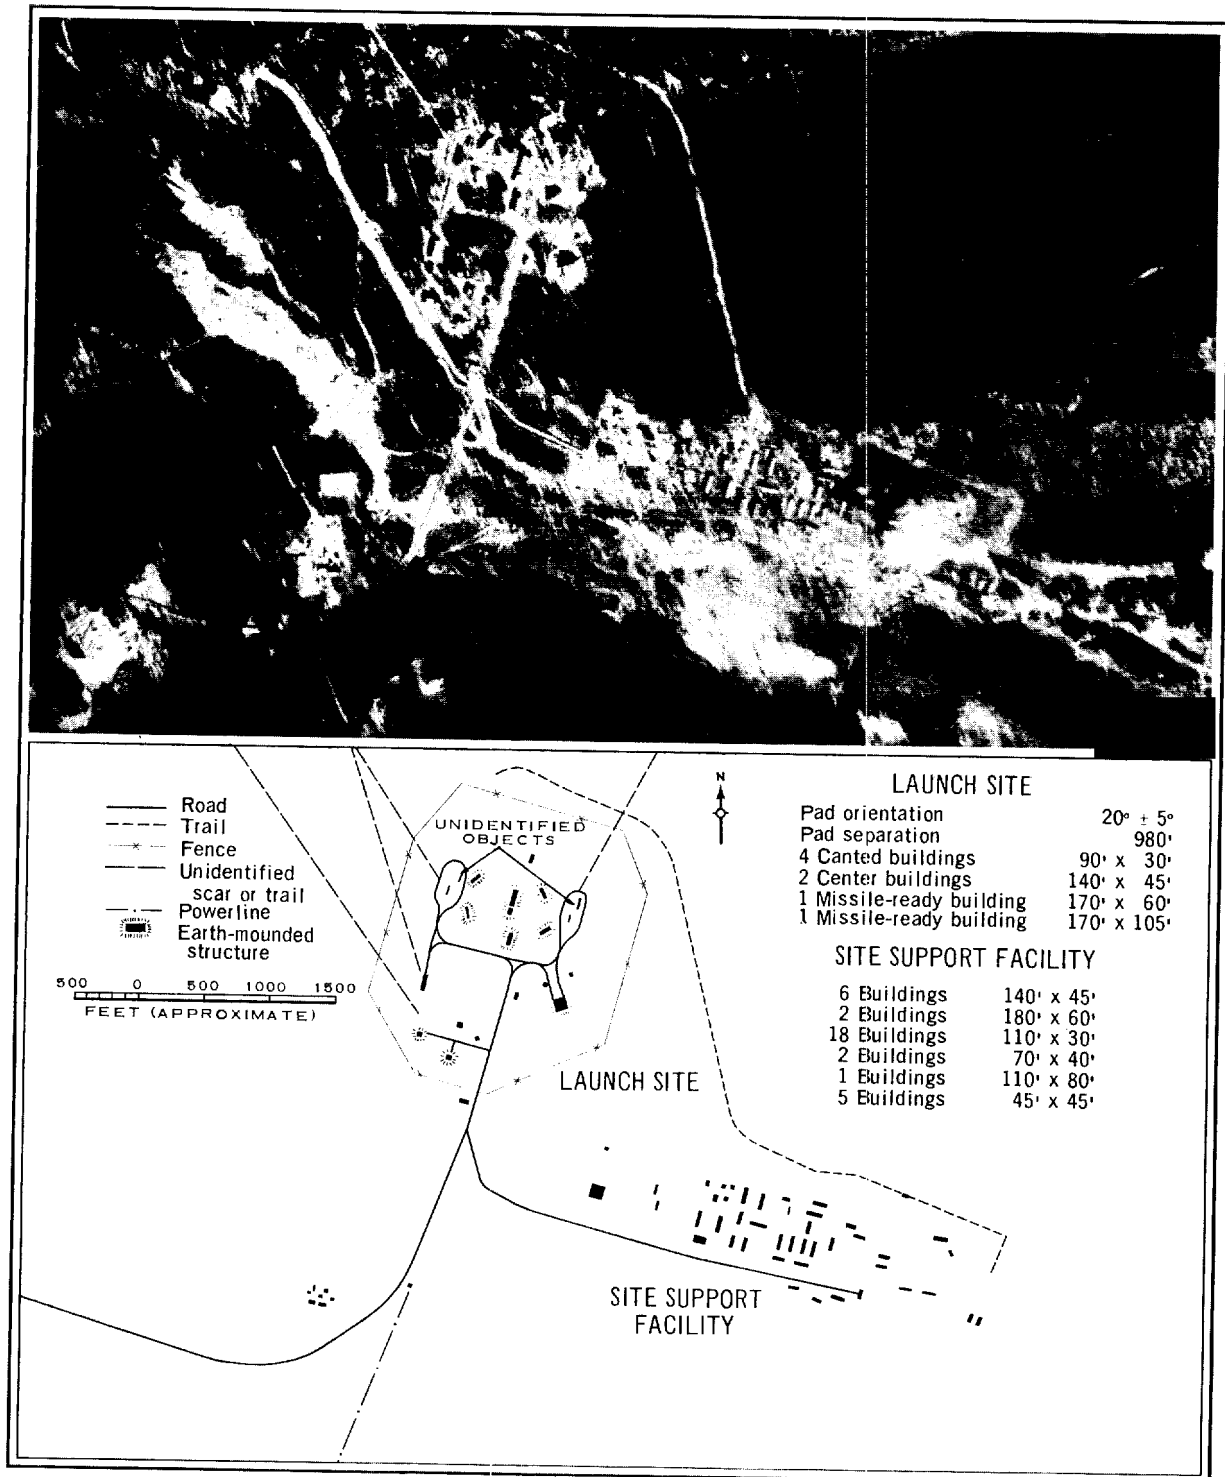 Road
Trail
Fence
Unidentified
scar or trail
Powerline
Earth-mounded
structure
500 0 500 1000 1500
FEET (APPROXIMATE)
UNIDENTIFIED
OBJECTS
N
LAUNCH SITE
SITE SUPPORT
FACILITY
LAUNCH SITE
Pad orientation 20° ± 5°
Pad separation 980'
4 Canted buildings 90' x 30'
2 Center buildings 140' x 45'
1 Missile-ready building 170' x 60'
1 Missile-ready building 170' x 105'
SITE SUPPORT FACILITY
6 Buildings 140' x 45'
2 Buildings 180' x 60'
18 Buildings 110' x 30'
2 Buildings 70' x 40'
1 Buildings 110' x 80'
5 Buildings 45' x 45'